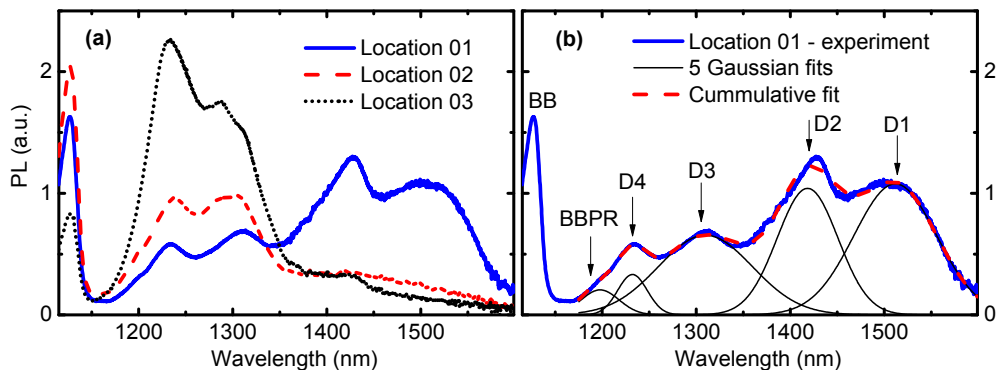 (a)
Location 01
Location 02
Location 03
PL (a.u.)
2
1
0
1200 1300 1400 1500
Wavelength (nm)
(b)
Location 01 - experiment
5 Gaussian fits
Cummulative fit
BB
BBPR
D4
D3
D2
D1
2
1
0
1200 1300 1400 1500
Wavelength (nm)